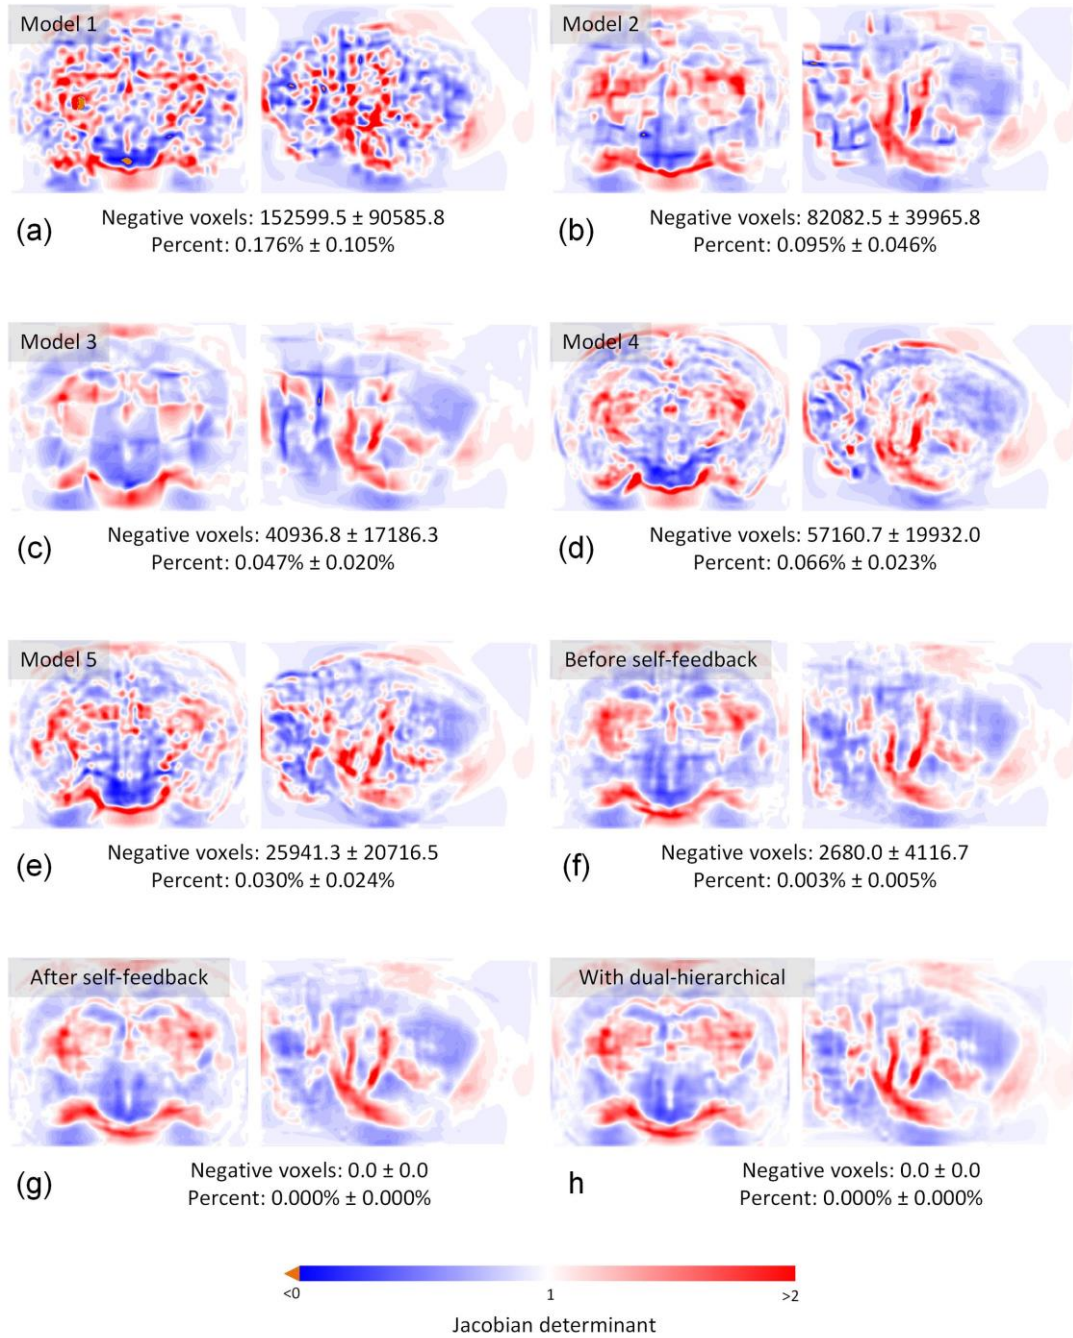 Model 1
Model 2
Negative voxels: 152599.5 ± 90585.8
Percent: 0.176% ± 0.105%
(a)
Negative voxels: 82082.5 ± 39965.8
Percent: 0.095% ± 0.046%
(b)
Model 3
Model 4
Negative voxels: 40936.8 ± 17186.3
Percent: 0.047% ± 0.020%
(c)
Negative voxels: 57160.7 ± 19932.0
Percent: 0.066% ± 0.023%
(d)
Model 5
Before self-feedback
Negative voxels: 25941.3 ± 20716.5
Percent: 0.030% ± 0.024%
(e)
Negative voxels: 2680.0 ± 4116.7
Percent: 0.003% ± 0.005%
(f)
After self-feedback
With dual-hierarchical
Negative voxels: 0.0 ± 0.0
Percent: 0.000% ± 0.000%
(g)
Negative voxels: 0.0 ± 0.0
Percent: 0.000% ± 0.000%
h
<0 1 >2
Jacobian determinant